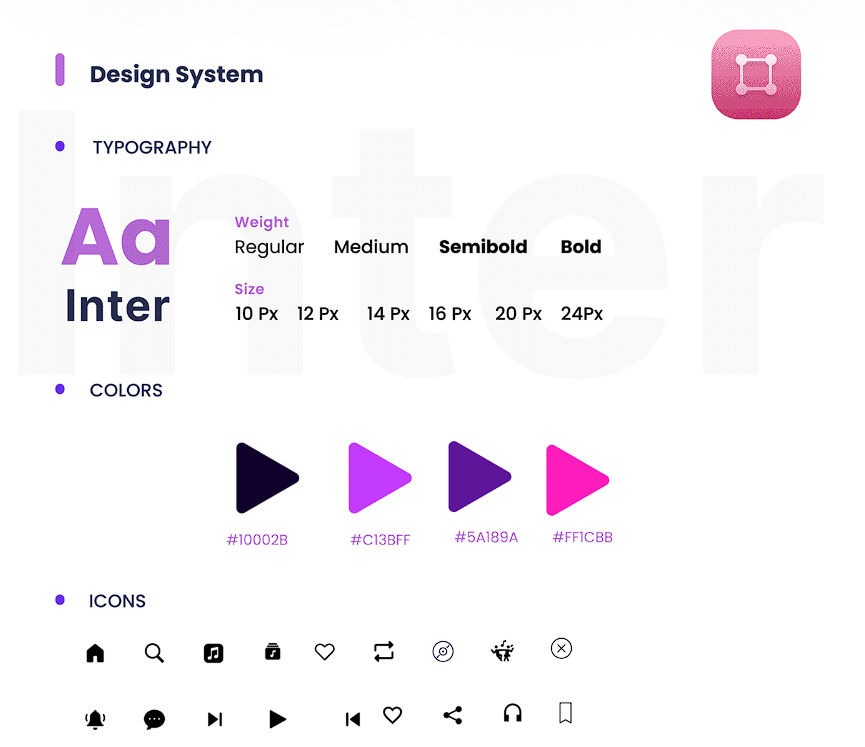 Design System
TYPOGRAPHY
Inter
Aa
Inter
Weight
Regular Medium Semibold Bold
Size
10 Px 12 Px 14 Px 16 Px 20 Px 24Px
COLORS
#10002B #C13BFF #5A189A #FF1CBB
ICONS